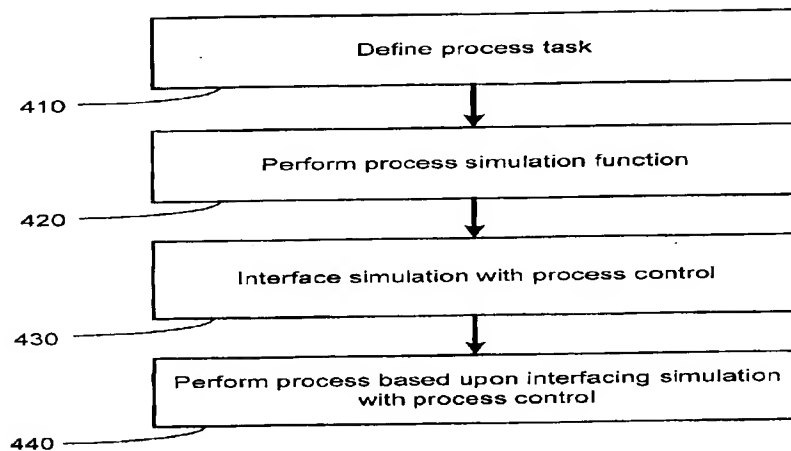 Define process task
410
Perform process simulation function
420
Interface simulation with process control
430
Perform process based upon interfacing simulation
with process control
440